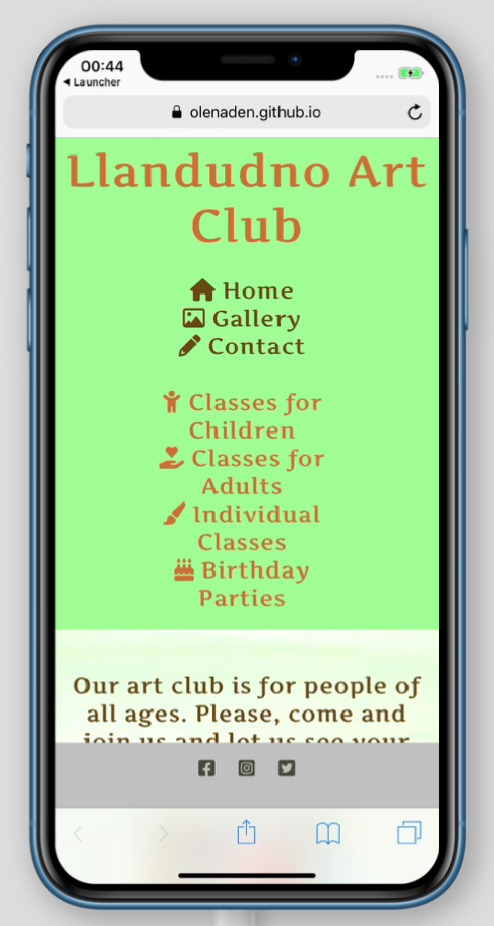 00:44
Launcher
olenaden.github.io
Llandudno Art
Club
Home
Gallery
Contact
Classes for
Children
Classes for
Adults
Individual
Classes
Birthday
Parties
Our art club is for people of
all ages. Please, come and
join us and let us see your